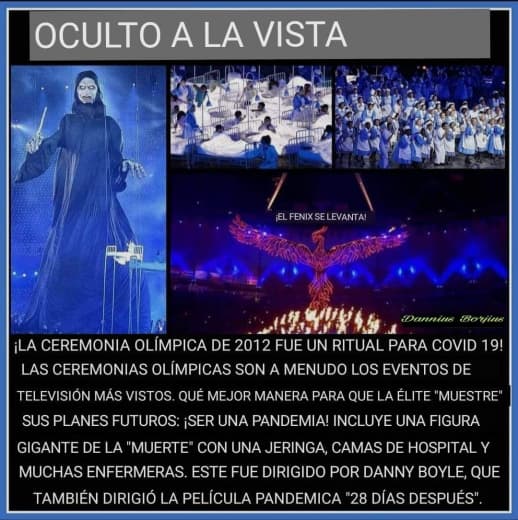 OCULTO A LA VISTA
¡EL FENIX SE LEVANTA!
Dannius Borjius
¡LA CEREMONIA OLÍMPICA DE 2012 FUE UN RITUAL PARA COVID 19!
LAS CEREMONIAS OLÍMPICAS SON A MENUDO LOS EVENTOS DE
TELEVISIÓN MÁS VISTOS. QUÉ MEJOR MANERA PARA QUE LA ÉLITE "MUESTRE"
SUS PLANES FUTUROS: ¡SER UNA PANDEMIA! INCLUYE UNA FIGURA
GIGANTE DE LA "MUERTE" CON UNA JERINGA, CAMAS DE HOSPITAL Y
MUCHAS ENFERMERAS. ESTE FUE DIRIGIDO POR DANNY BOYLE, QUE
TAMBIÉN DIRIGIÓ LA PELÍCULA PANDEMICA "28 DÍAS DESPUÉS".